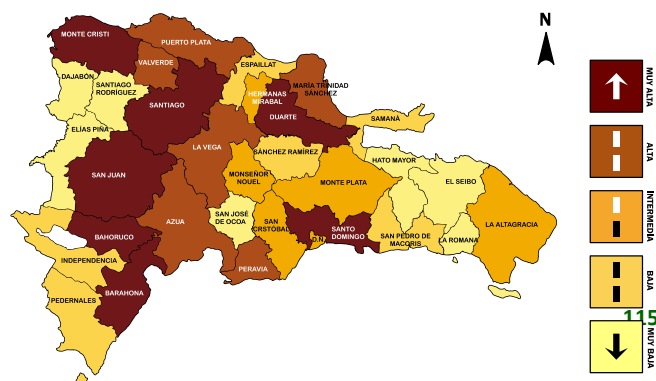 N
MONTE CRISTI
PUERTO PLATA
VALVERDE
ESPAILLAT
DAJABÓN
SANTIAGO
RODRÍGUEZ
SANTIAGO
HERMANAS
MIRABAL
MARÍA TRINIDAD
SÁNCHEZ
DUARTE
SAMANÁ
ELÍAS PIÑA
LA VEGA
SÁNCHEZ RAMÍREZ
HATO MAYOR
SAN JUAN
MONSEÑOR
NOUEL
MONTE PLATA
EL SEIBO
AZUA
SAN JOSÉ
DE OCOA
SAN
CRSTÓBAL
D.N.
SANTO
DOMINGO
SAN PEDRO DE
MACORIS
LA ROMANA
LA ALTAGRACIA
BAHORUCO
INDEPENDENCIA
PERAVIA
BARAHONA
PEDERNALES
MUY ALTA
ALTA
INTERMEDIA
BAJA
115
MUY BAJA